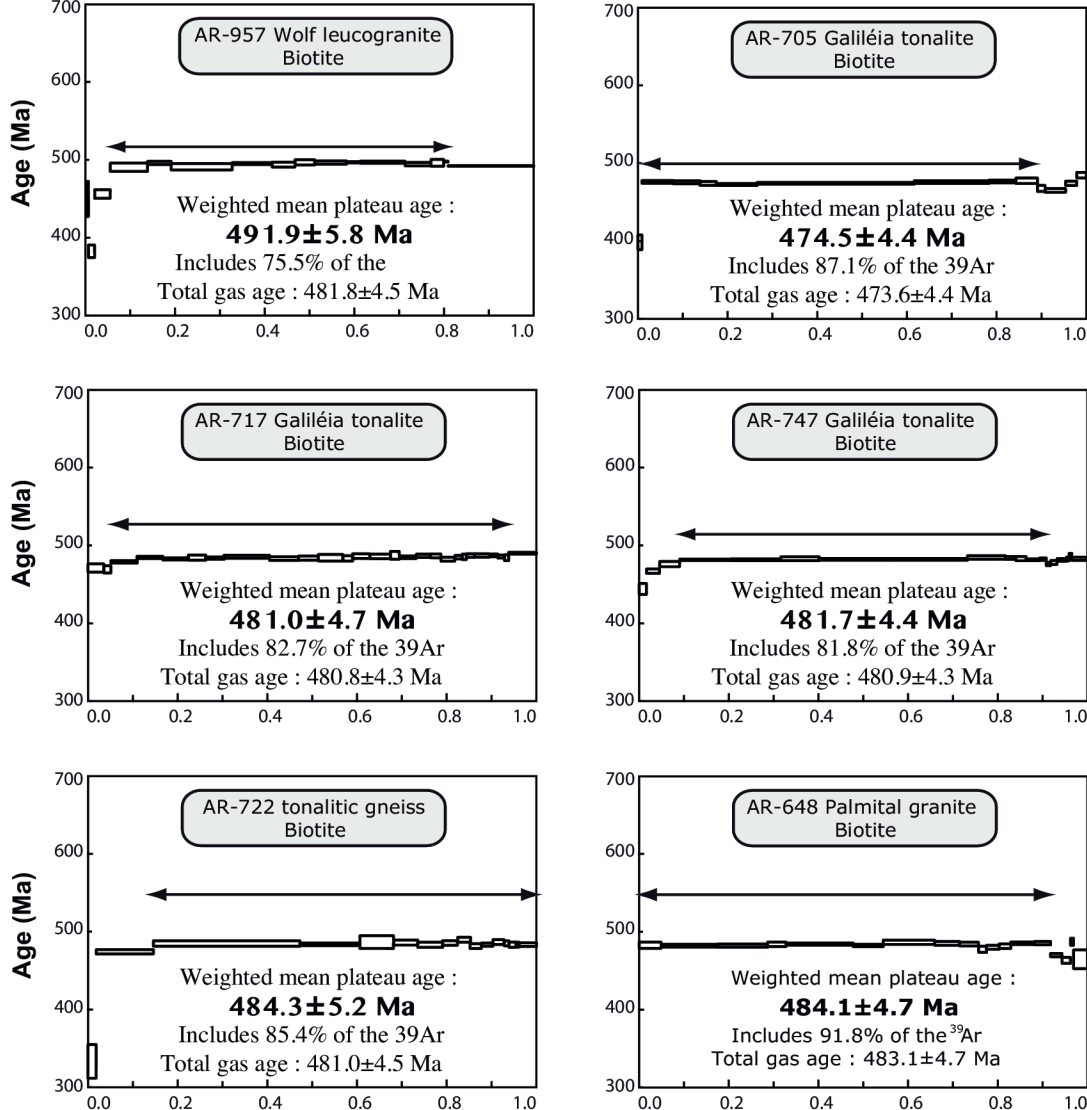 AR-957 Wolf leucogranite
Biotite
Age (Ma)
700
600
500
400
300
Weighted mean plateau age :
491.9±5.8 Ma
Includes 75.5% of the
Total gas age : 481.8±4.5 Ma
0.0 0.2 0.4 0.6 0.8 1.0
AR-705 Galiléia tonalite
Biotite
700
600
500
400
300
Weighted mean plateau age :
474.5±4.4 Ma
Includes 87.1% of the 39Ar
Total gas age : 473.6±4.4 Ma
0.0 0.2 0.4 0.6 0.8 1.0
AR-717 Galiléia tonalite
Biotite
Age (Ma)
700
600
500
400
300
Weighted mean plateau age :
481.0±4.7 Ma
Includes 82.7% of the 39Ar
Total gas age : 480.8±4.3 Ma
0.0 0.2 0.4 0.6 0.8 1.0
AR-747 Galiléia tonalite
Biotite
700
600
500
400
300
Weighted mean plateau age :
481.7±4.4 Ma
Includes 81.8% of the 39Ar
Total gas age : 480.9±4.3 Ma
0.0 0.2 0.4 0.6 0.8 1.0
AR-722 tonalitic gneiss
Biotite
Age (Ma)
700
600
500
400
300
Weighted mean plateau age :
484.3±5.2 Ma
Includes 85.4% of the 39Ar
Total gas age : 481.0±4.5 Ma
0.0 0.2 0.4 0.6 0.8 1.0
AR-648 Palmital granite
Biotite
700
600
500
400
300
Weighted mean plateau age :
484.1±4.7 Ma
Includes 91.8% of the ³⁹Ar
Total gas age : 483.1±4.7 Ma
0.0 0.2 0.4 0.6 0.8 1.0